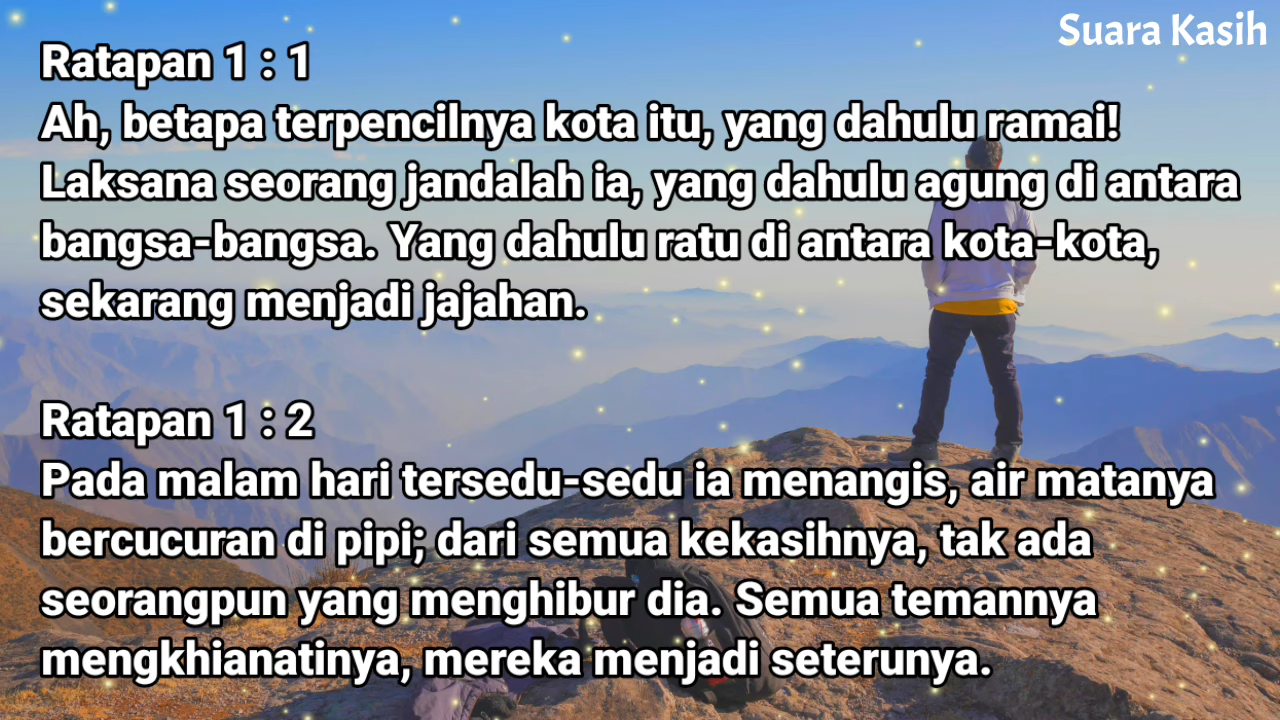 Suara Kasih
Ratapan 1 : 1
Ah, betapa terpencilnya kota itu, yang dahulu ramai!
Laksana seorang jandalah ia, yang dahulu agung di antara
bangsa-bangsa. Yang dahulu ratu di antara kota-kota,
sekarang menjadi jajahan.
Ratapan 1 : 2
Pada malam hari tersedu-sedu ia menangis, air matanya
bercucuran di pipi; dari semua kekasihnya, tak ada
seorangpun yang menghibur dia. Semua temannya
mengkhianatinya, mereka menjadi seterunya.